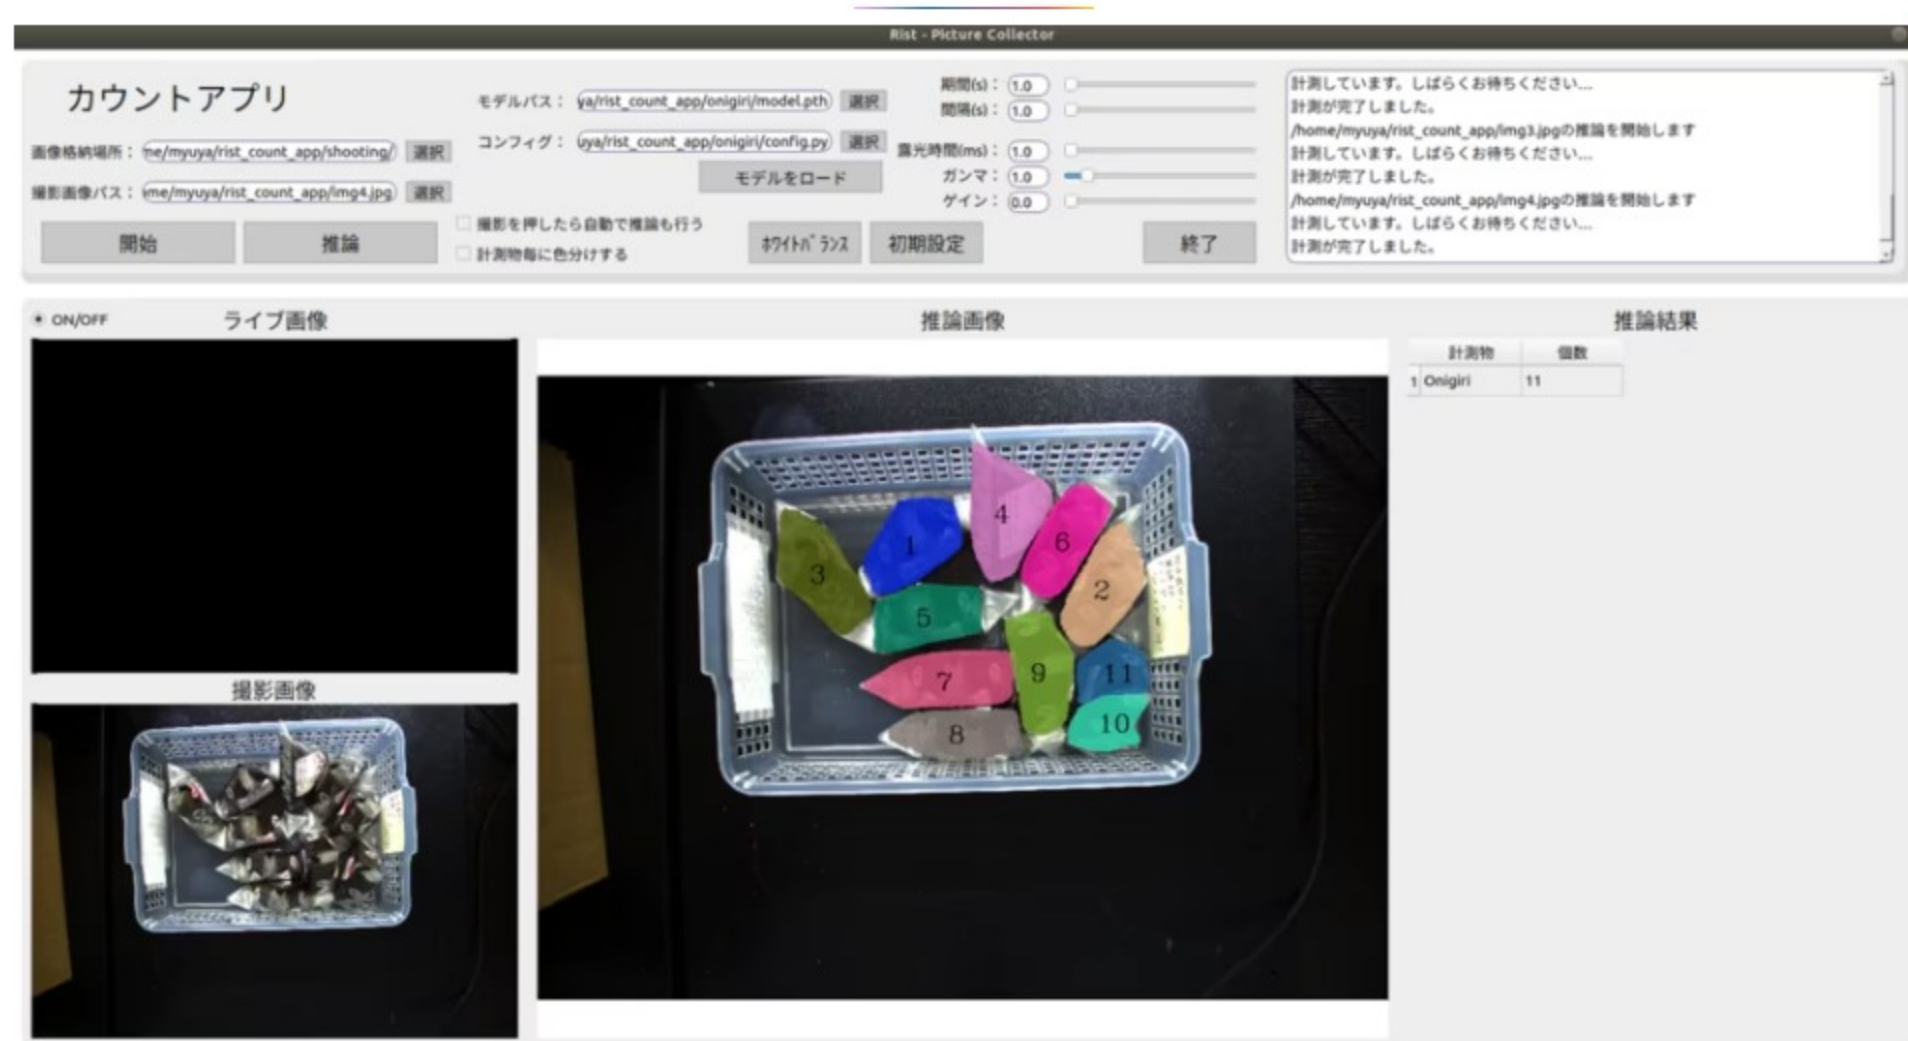 Rist - Picture Collector
カウントアプリ
画像格納場所： me/myuya/rist_count_app/shooting/ 選択
撮影画像パス： ome/myuya/rist_count_app/img4.jpg 選択
開始 推論
モデルパス： ya/rist_count_app/onigiri/model.pth 選択
コンフィグ： uya/rist_count_app/onigiri/config.py 選択
モデルをロード
撮影を押したら自動で推論も行う
計測物毎に色分けする
ﾎﾜｲﾄﾊﾞﾗﾝｽ 初期設定
期間(s)： 1.0
間隔(s)： 1.0
露光時間(ms)： 1.0
ガンマ： 1.0
ゲイン： 0.0
終了
計測しています。しばらくお待ちください...
計測が完了しました。
/home/myuya/rist_count_app/img3.jpgの推論を開始します
計測しています。しばらくお待ちください...
計測が完了しました。
/home/myuya/rist_count_app/img4.jpgの推論を開始します
計測しています。しばらくお待ちください...
計測が完了しました。
ON/OFF ライブ画像
撮影画像
推論画像
4
1
6
3
2
5
9
11
7
10
8
推論結果
計測物 個数
1 Onigiri 11